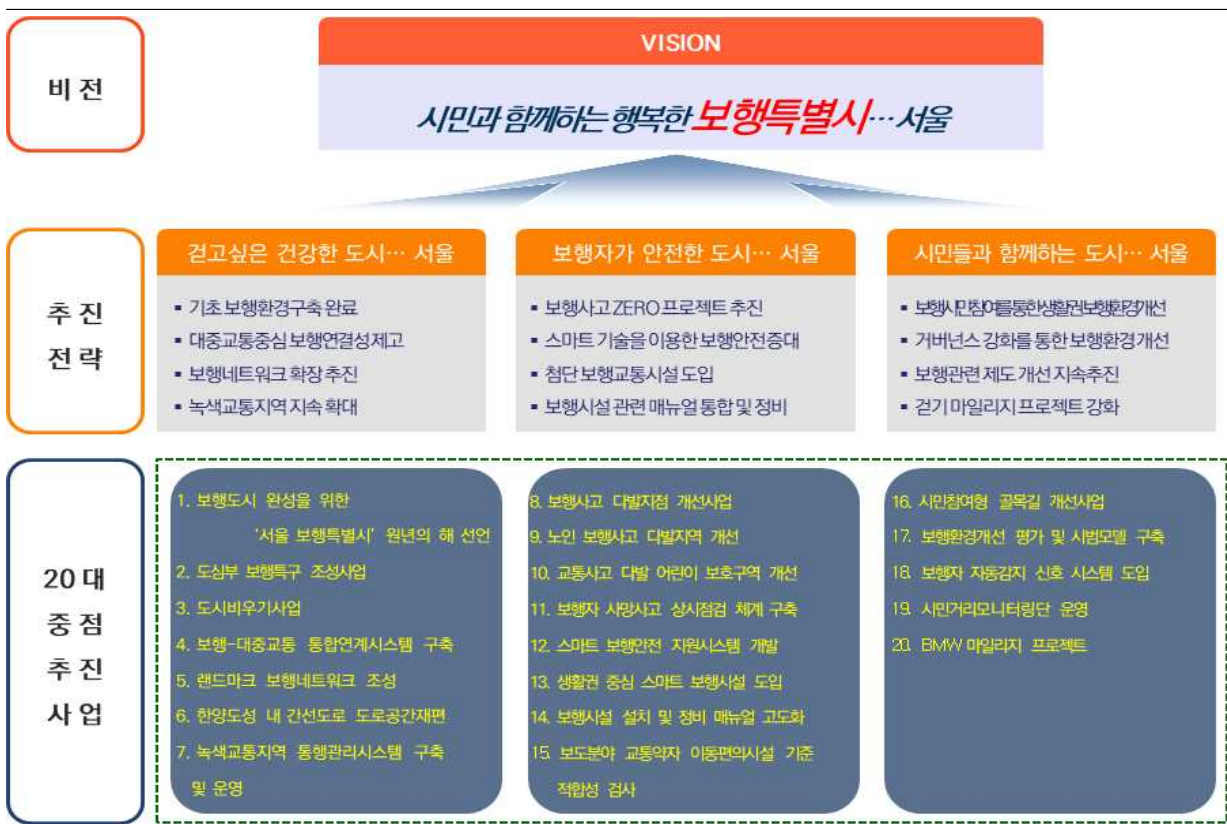 비 전
VISION
시민과 함께하는 행복한 보행특별시… 서울
추 진
전 략
걷고싶은 건강한 도시… 서울
▪ 기초 보행환경구축 완료
▪ 대중교통중심 보행연결성 제고
▪ 보행네트워크 확장 추진
▪ 녹색교통지역 지속 확대
보행자가 안전한 도시… 서울
▪ 보행사고 ZERO 프로젝트 추진
▪ 스마트 기술을 이용한 보행안전증대
▪ 첨단 보행교통시설 도입
▪ 보행시설 관련 매뉴얼 통합 및 정비
시민들과 함께하는 도시… 서울
▪ 보행시민참여를통한생활권보행환경개선
▪ 거버넌스 강화를 통한 보행환경 개선
▪ 보행관련 제도 개선 지속추진
▪ 걷기 마일리지 프로젝트 강화
20 대
중 점
추 진
사 업
1. 보행도시 완성을 위한
‘서울 보행특별시’ 원년의 해 선언
2. 도심부 보행특구 조성사업
3. 도시비우기사업
4. 보행-대중교통 통합연계시스템 구축
5. 랜드마크 보행네트워크 조성
6. 한양도성 내 간선도로 도로공간재편
7. 녹색교통지역 통행관리시스템 구축
및 운영
8. 보행사고 다발지점 개선사업
9. 노인 보행사고 다발지역 개선
10. 교통사고 다발 어린이 보호구역 개선
11. 보행자 사망사고 상시점검 체계 구축
12. 스마트 보행안전 지원시스템 개발
13. 생활권 중심 스마트 보행시설 도입
14. 보행시설 설치 및 정비 매뉴얼 고도화
15. 보도분야 교통약자 이동편의시설 기준
적합성 검사
16. 시민참여형 골목길 개선사업
17. 보행환경개선 평가 및 시범모델 구축
18. 보행자 자동감지 신호 시스템 도입
19. 시민거리모니터링단 운영
20. BMW 마일리지 프로젝트